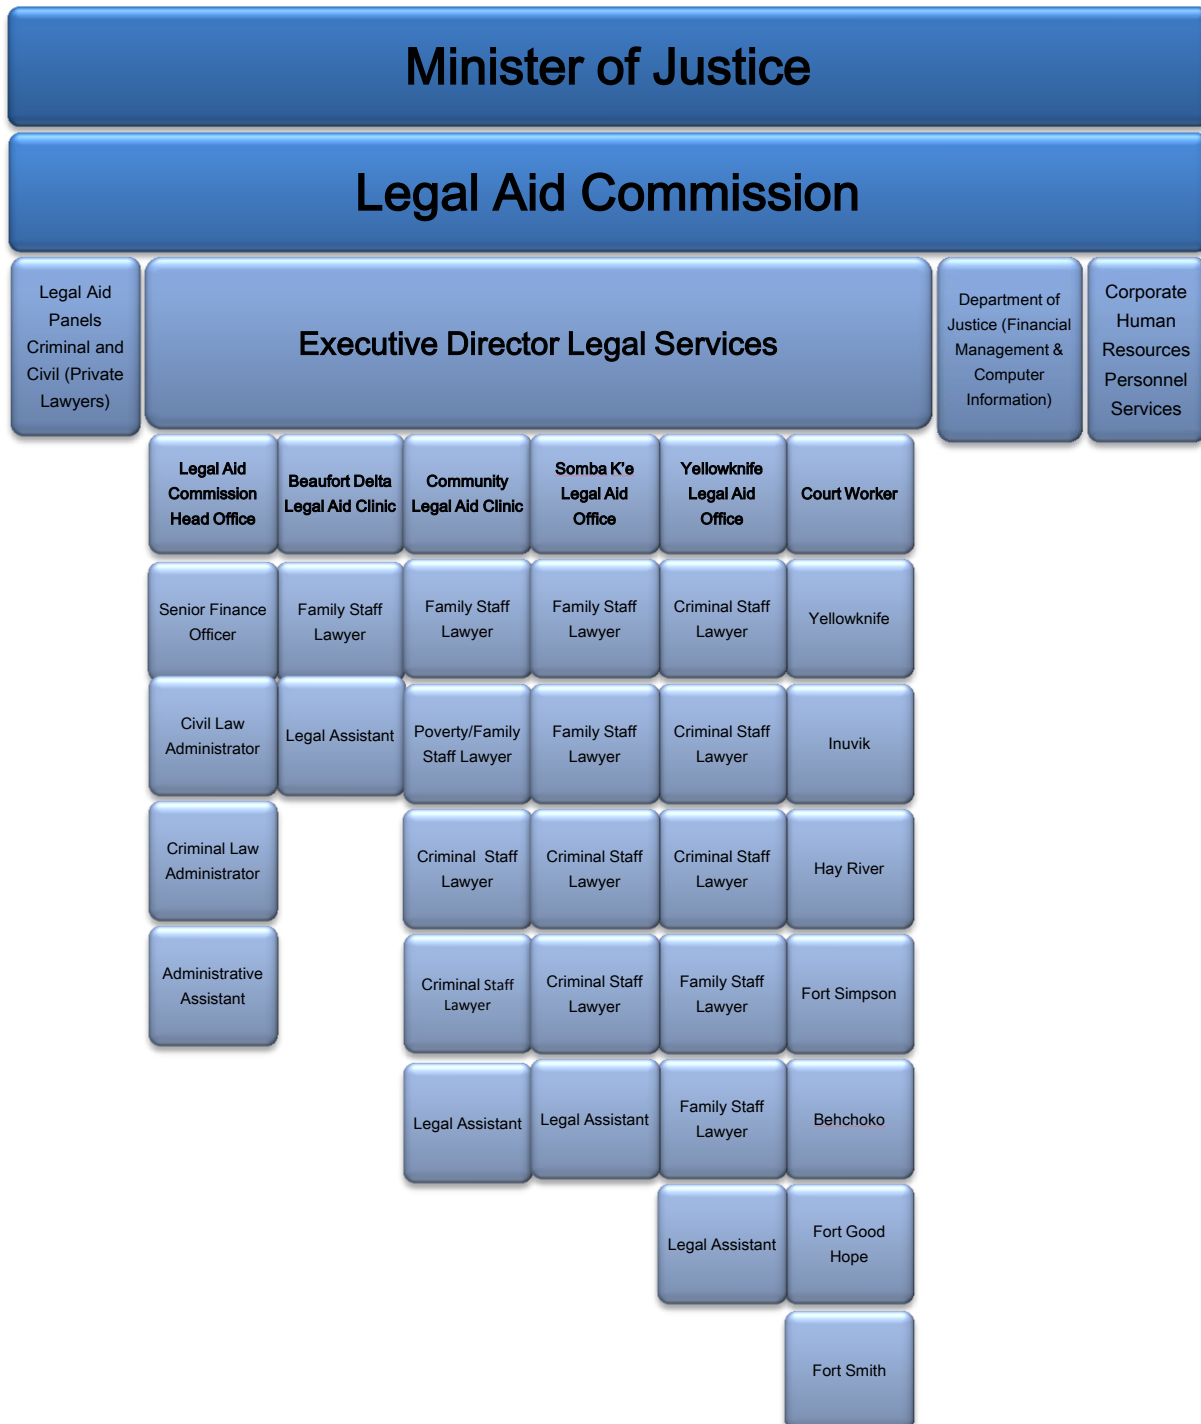 Minister of Justice
Legal Aid Commission
Legal Aid
Panels
Criminal and
Civil (Private
Lawyers)
Executive Director Legal Services
Department of
Justice (Financial
Management &
Computer
Information)
Corporate
Human
Resources
Personnel
Services
Legal Aid
Commission
Head Office
Beaufort Delta
Legal Aid Clinic
Community
Legal Aid Clinic
Somba K'e
Legal Aid
Office
Yellowknife
Legal Aid
Office
Court Worker
Senior Finance
Officer
Family Staff
Lawyer
Family Staff
Lawyer
Family Staff
Lawyer
Criminal Staff
Lawyer
Yellowknife
Civil Law
Administrator
Legal Assistant
Poverty/Family
Staff Lawyer
Family Staff
Lawyer
Criminal Staff
Lawyer
Inuvik
Criminal Law
Administrator
Criminal  Staff
Lawyer
Criminal Staff
Lawyer
Criminal Staff
Lawyer
Hay River
Administrative
Assistant
Criminal Staff
Lawyer
Criminal Staff
Lawyer
Family Staff
Lawyer
Fort Simpson
Legal Assistant
Legal Assistant
Family Staff
Lawyer
Behchoko
Legal Assistant
Fort Good
Hope
Fort Smith